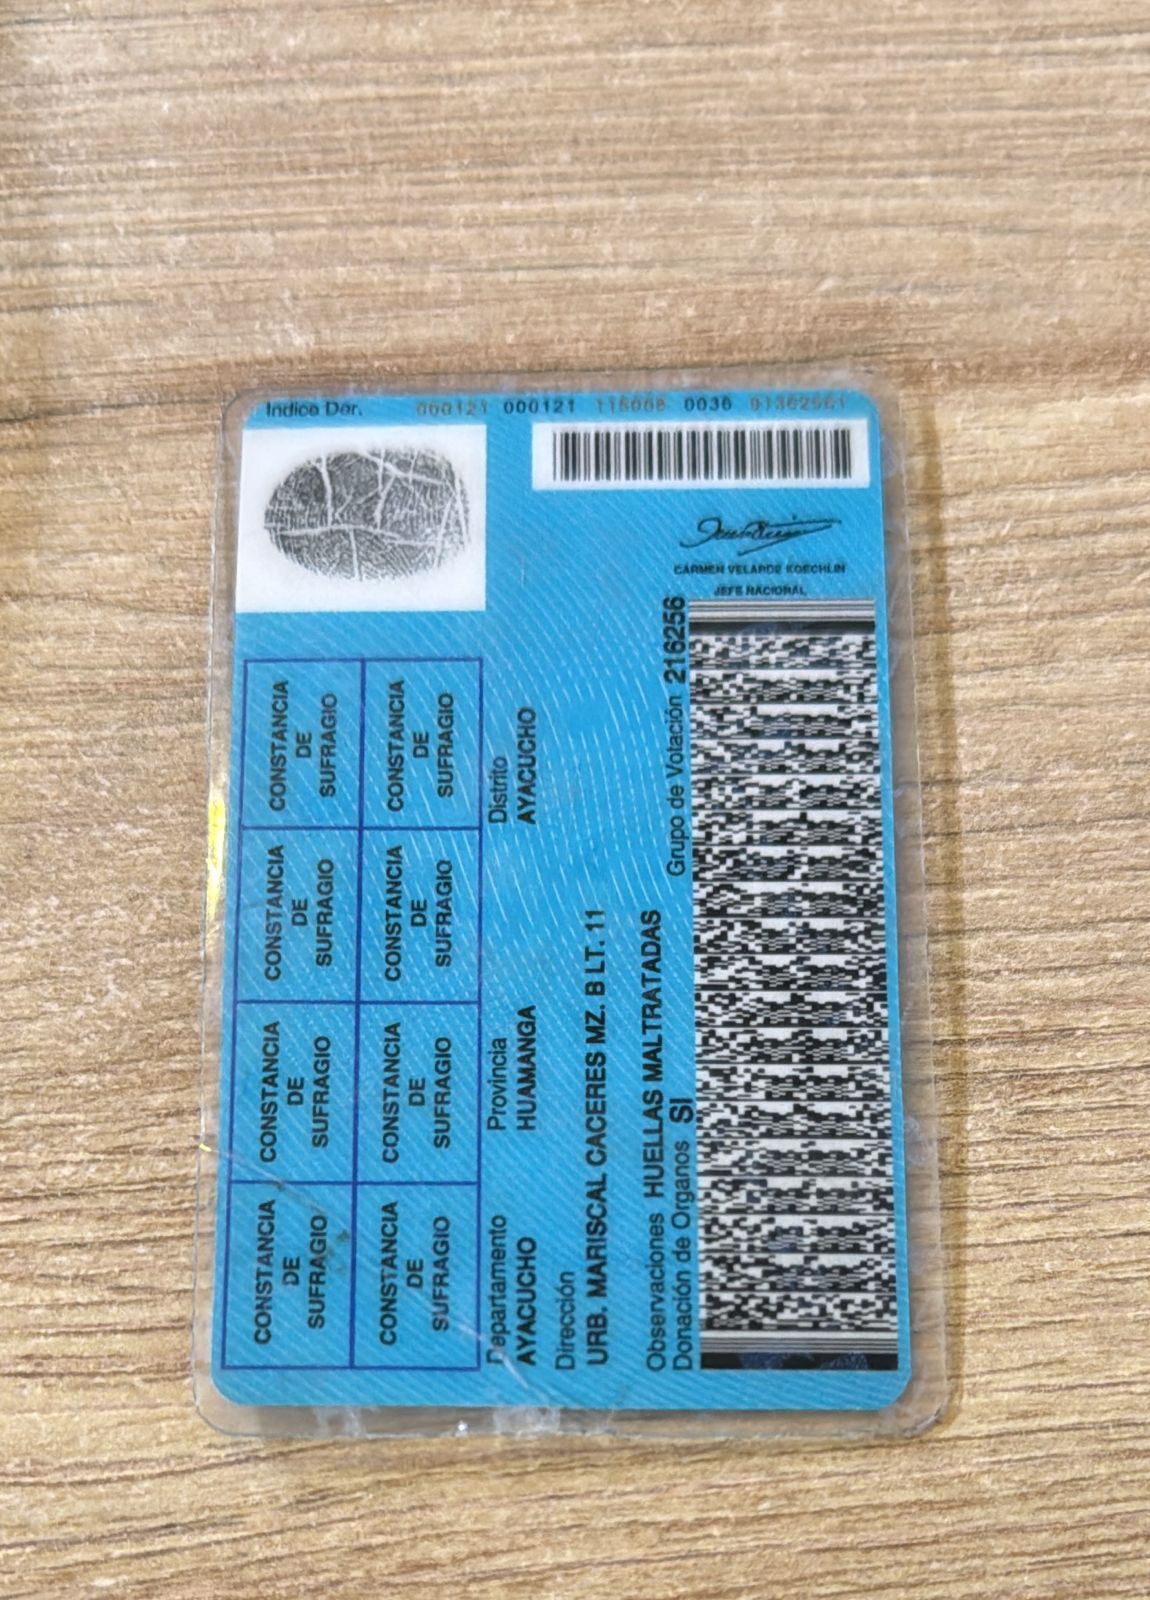 Indice Der.
000121 000121 115008 0036 91362961
CARMEN VELARDE KOECHLIN
JEFE NACIONAL
CONSTANCIA
DE
SUFRAGIO
CONSTANCIA
DE
SUFRAGIO
CONSTANCIA
DE
SUFRAGIO
CONSTANCIA
DE
SUFRAGIO
CONSTANCIA
DE
SUFRAGIO
CONSTANCIA
DE
SUFRAGIO
CONSTANCIA
DE
SUFRAGIO
CONSTANCIA
DE
SUFRAGIO
Departamento Provincia Distrito
AYACUCHO HUAMANGA AYACUCHO
Dirección
URB. MARISCAL CACERES MZ. B LT. 11
Observaciones HUELLAS MALTRATADAS
Donación de Organos SI Grupo de Votación 216256